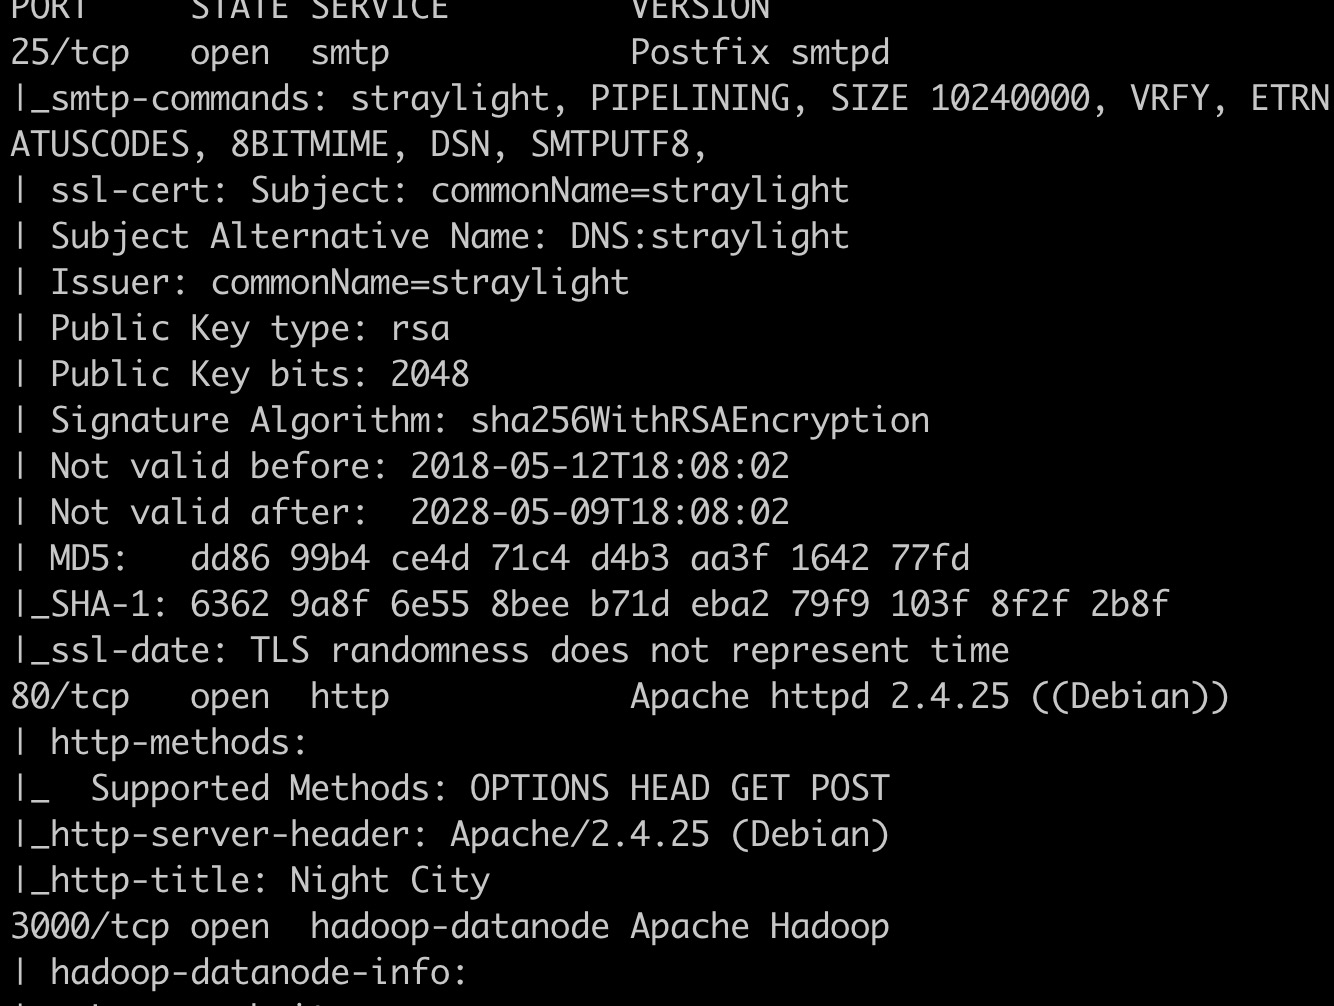 PORT     STATE SERVICE         VERSION
25/tcp   open  smtp            Postfix smtpd
|_smtp-commands: straylight, PIPELINING, SIZE 10240000, VRFY, ETRN
ATUSCODES, 8BITMIME, DSN, SMTPUTF8,
| ssl-cert: Subject: commonName=straylight
| Subject Alternative Name: DNS:straylight
| Issuer: commonName=straylight
| Public Key type: rsa
| Public Key bits: 2048
| Signature Algorithm: sha256WithRSAEncryption
| Not valid before: 2018-05-12T18:08:02
| Not valid after:  2028-05-09T18:08:02
| MD5:   dd86 99b4 ce4d 71c4 d4b3 aa3f 1642 77fd
|_SHA-1: 6362 9a8f 6e55 8bee b71d eba2 79f9 103f 8f2f 2b8f
|_ssl-date: TLS randomness does not represent time
80/tcp   open  http            Apache httpd 2.4.25 ((Debian))
| http-methods:
|_  Supported Methods: OPTIONS HEAD GET POST
|_http-server-header: Apache/2.4.25 (Debian)
|_http-title: Night City
3000/tcp open  hadoop-datanode Apache Hadoop
| hadoop-datanode-info: